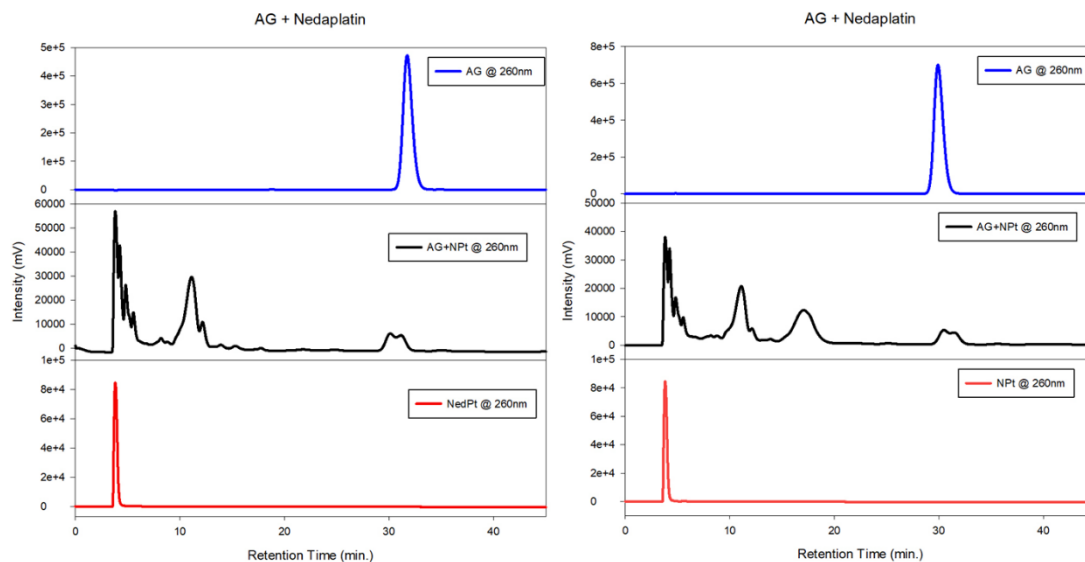 AG + Nedaplatin
5e+5
4e+5
3e+5
2e+5
1e+5
0
AG @ 260nm
60000
50000
40000
30000
20000
10000
0
AG+NPt @ 260nm
Intensity (mV)
1e+5
8e+4
6e+4
4e+4
2e+4
0
NedPt @ 260nm
0 10 20 30 40
Retention Time (min.)
AG + Nedaplatin
8e+5
6e+5
4e+5
2e+5
0
AG @ 260nm
50000
40000
30000
20000
10000
0
AG+NPt @ 260nm
Intensity (mV)
1e+5
8e+4
6e+4
4e+4
2e+4
0
NPt @ 260nm
0 10 20 30 40
Retention Time (min.)